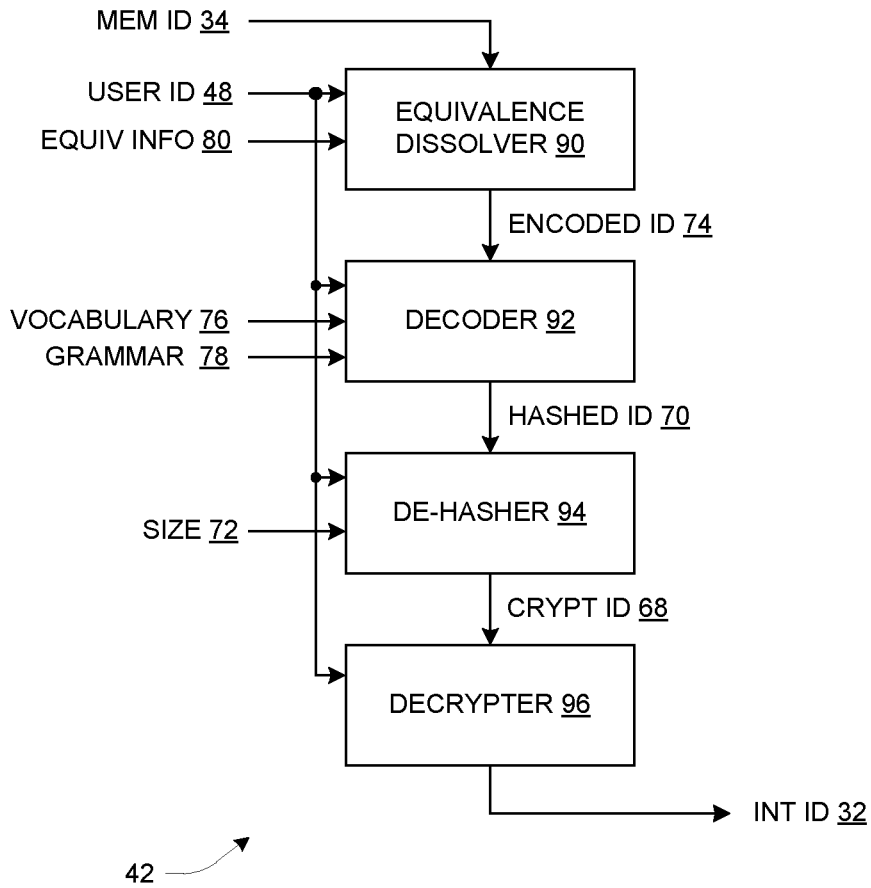 MEM ID 34
USER ID 48
EQUIV INFO 80
EQUIVALENCE
DISSOLVER 90
ENCODED ID 74
VOCABULARY 76
GRAMMAR 78
DECODER 92
HASHED ID 70
SIZE 72
DE-HASHER 94
CRYPT ID 68
DECRYPTER 96
INT ID 32
42